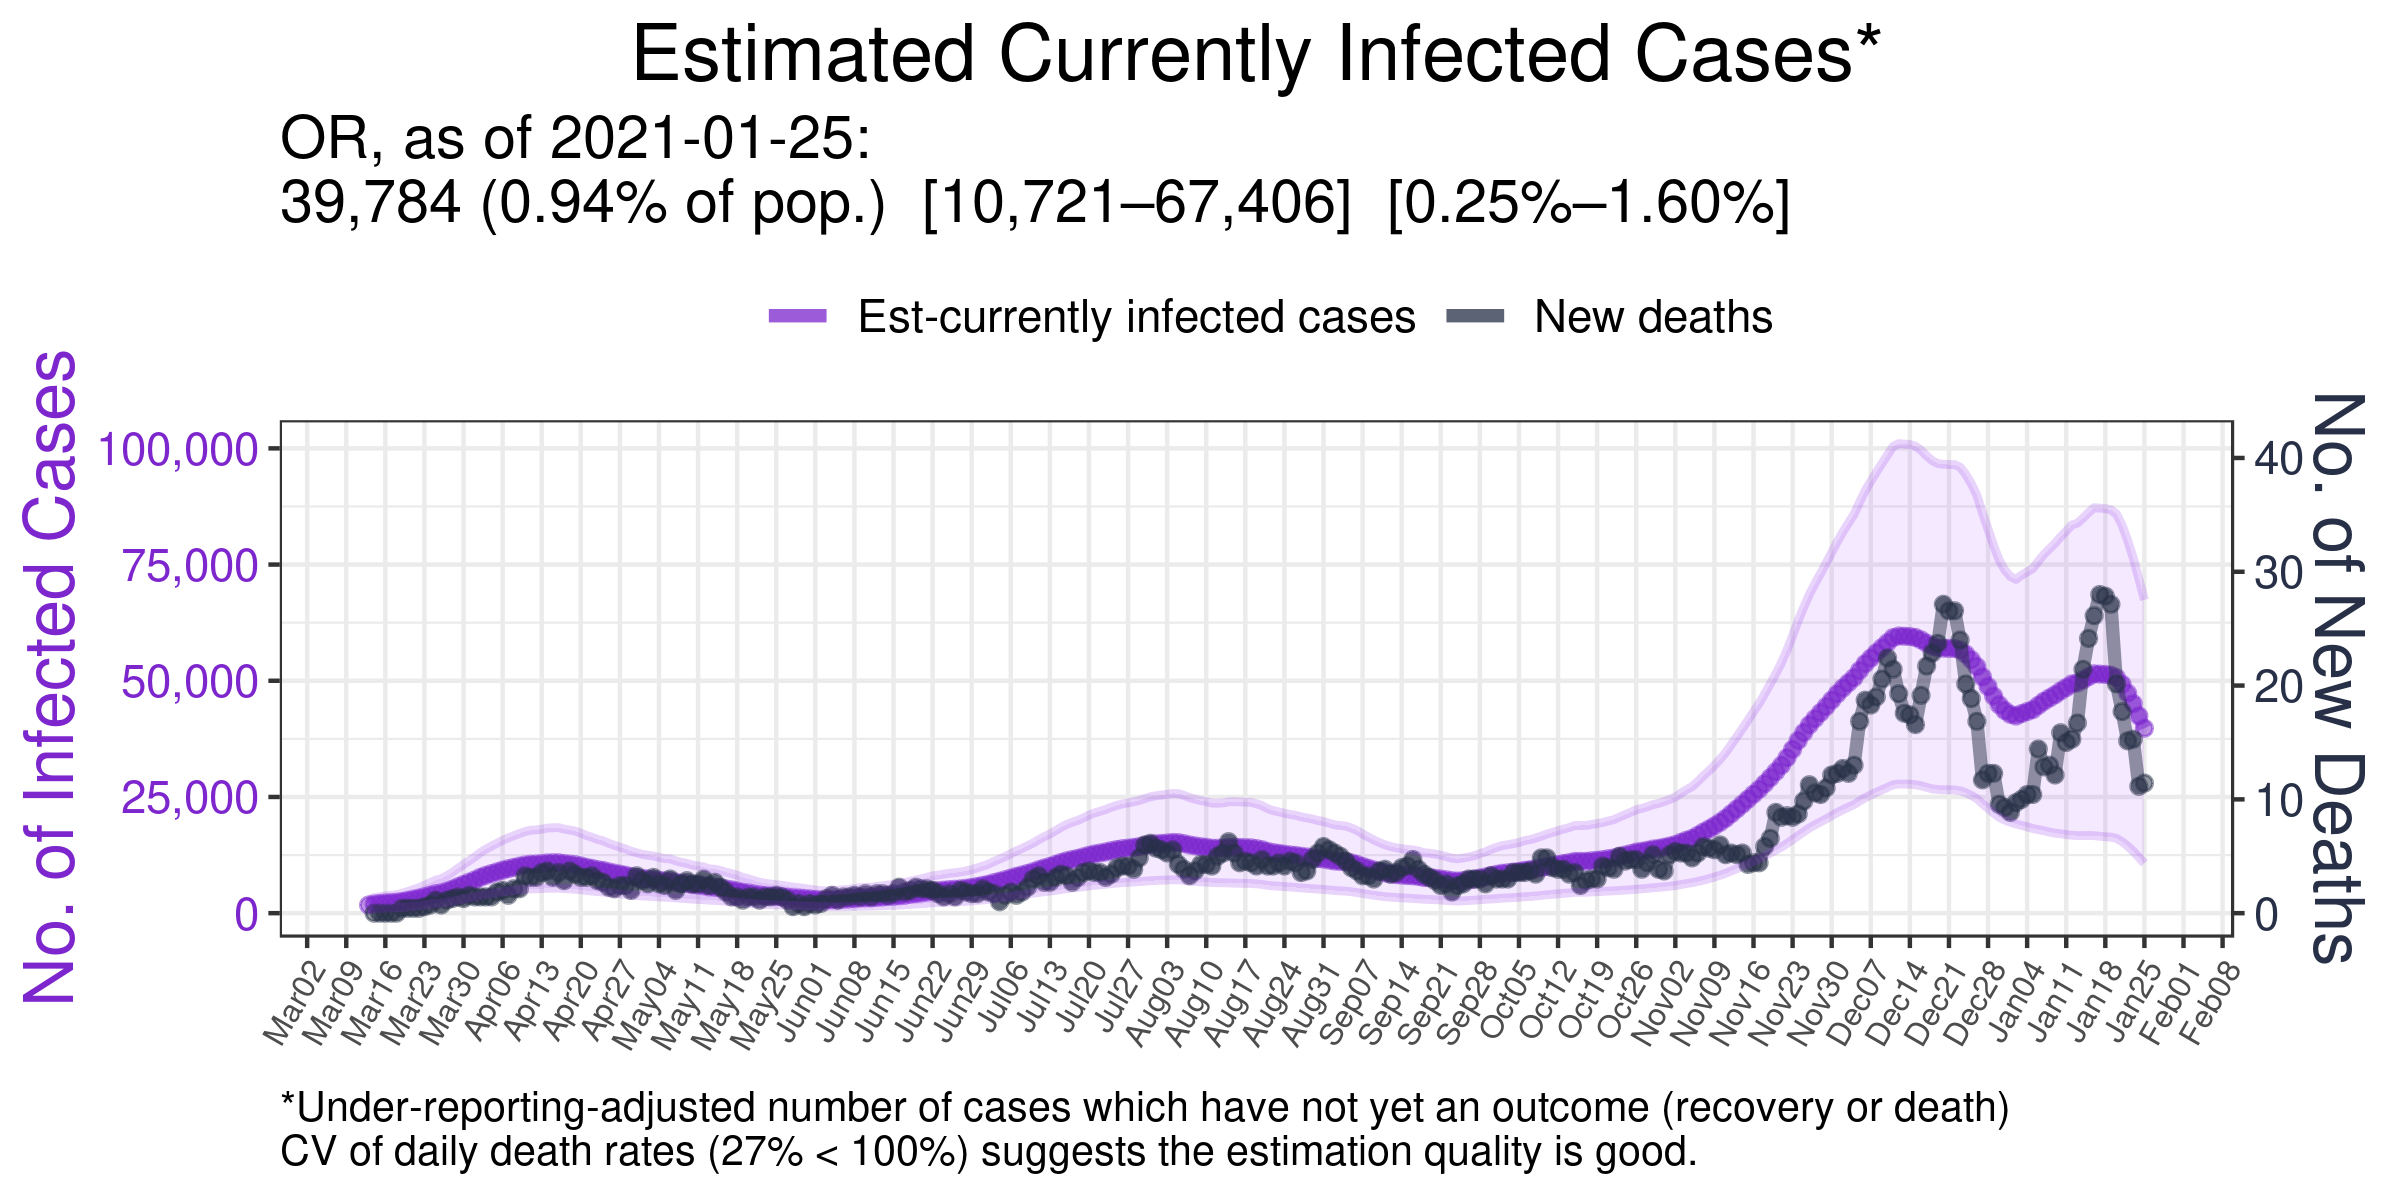 Estimated Currently Infected Cases*
OR, as of 2021-01-25:
39,784 (0.94% of pop.)  [10,721–67,406]  [0.25%–1.60%]
Est-currently infected cases
New deaths
No. of Infected Cases
100,000
75,000
50,000
25,000
0
40
30
20
10
0
No. of New Deaths
Mar02
Mar09
Mar16
Mar23
Mar30
Apr06
Apr13
Apr20
Apr27
May04
May11
May18
May25
Jun01
Jun08
Jun15
Jun22
Jun29
Jul06
Jul13
Jul20
Jul27
Aug03
Aug10
Aug17
Aug24
Aug31
Sep07
Sep14
Sep21
Sep28
Oct05
Oct12
Oct19
Oct26
Nov02
Nov09
Nov16
Nov23
Nov30
Dec07
Dec14
Dec21
Dec28
Jan04
Jan11
Jan18
Jan25
Feb01
Feb08
*Under-reporting-adjusted number of cases which have not yet an outcome (recovery or death)
CV of daily death rates (27% < 100%) suggests the estimation quality is good.